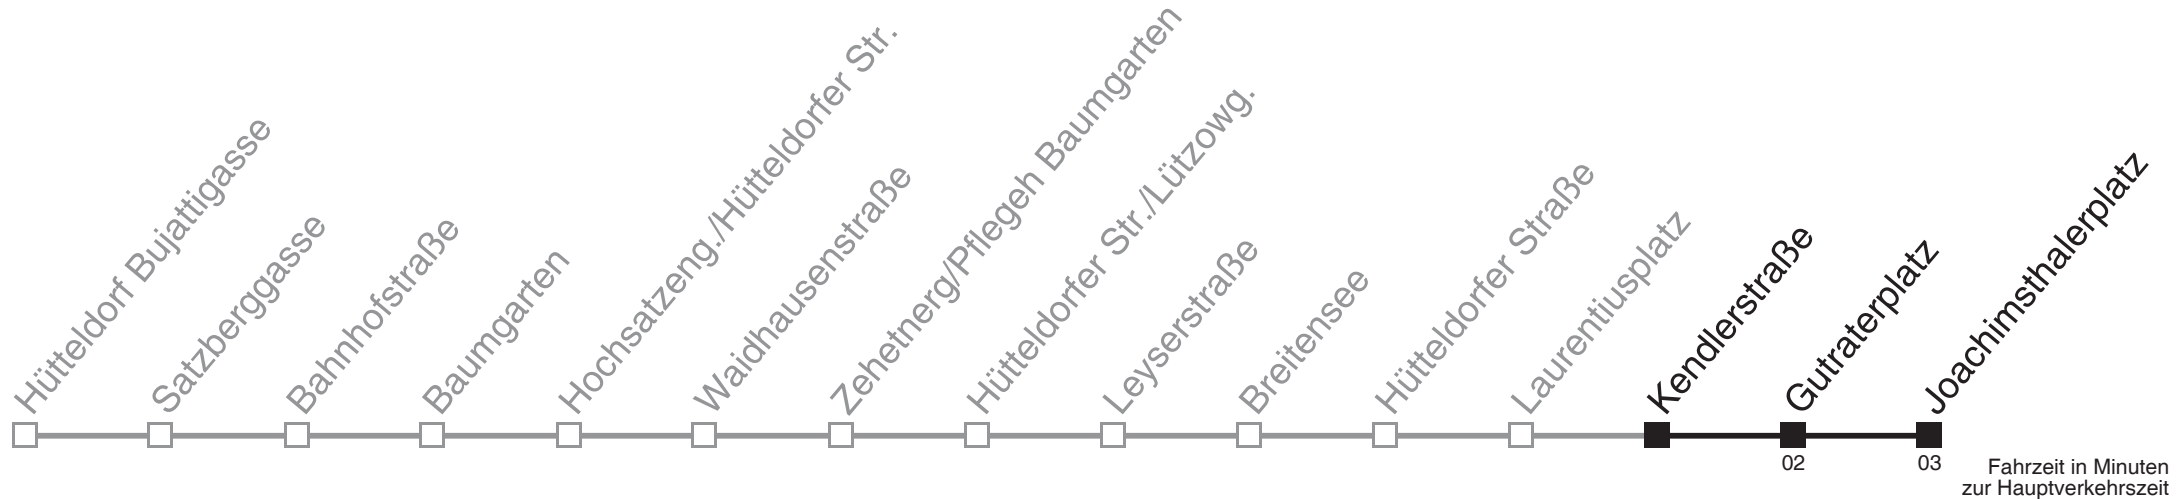 Hütteldorf Bujattigasse
Satzberggasse
Bahnhofstraße
Baumgarten
Hochsatzeng./Hütteldorfer Str.
Waidhausenstraße
Zehetnerg/Pflegeh Baumgarten
Hütteldorfer Str./Lützowg.
Leyserstraße
Breitensee
Hütteldorfer Straße
Laurentiusplatz
Kendlerstraße
Gutraterplatz
Joachimsthalerplatz
02
03
Fahrzeit in Minuten
zur Hauptverkehrszeit